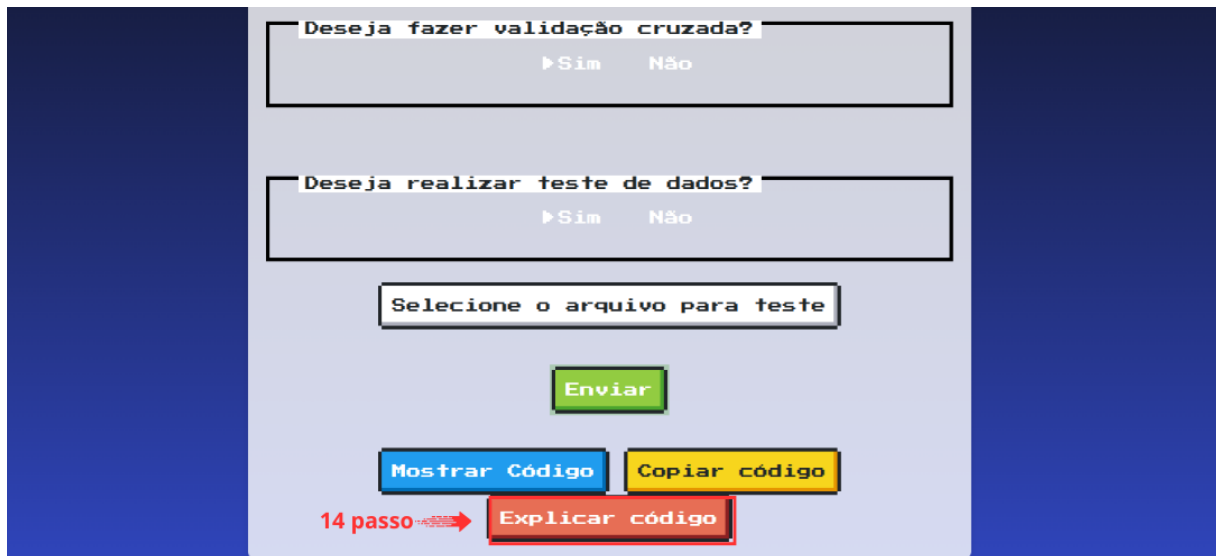 Deseja fazer validação cruzada?
Sim Não
Deseja realizar teste de dados?
Sim Não
Selecione o arquivo para teste
Enviar
Mostrar Código Copiar código
14 passo Explicar código